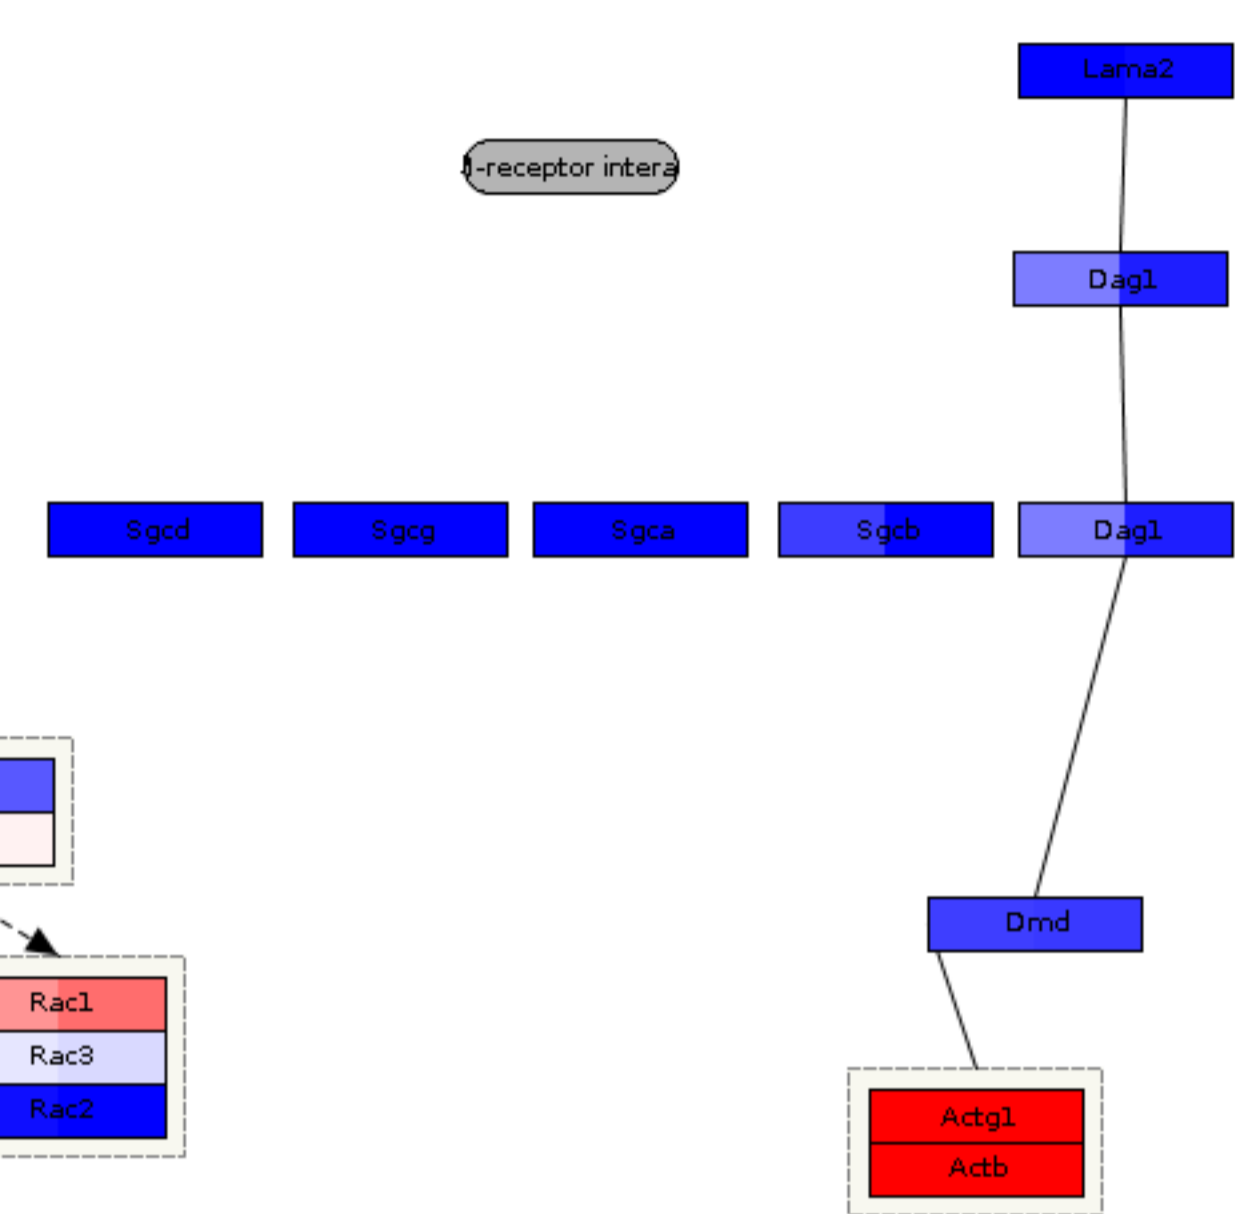 Lama2
-receptor intera
Dag1
Sgcd
Sgcg
Sgca
Sgcb
Dag1
Dmd
Rac1
Rac3
Rac2
Actg1
Actb